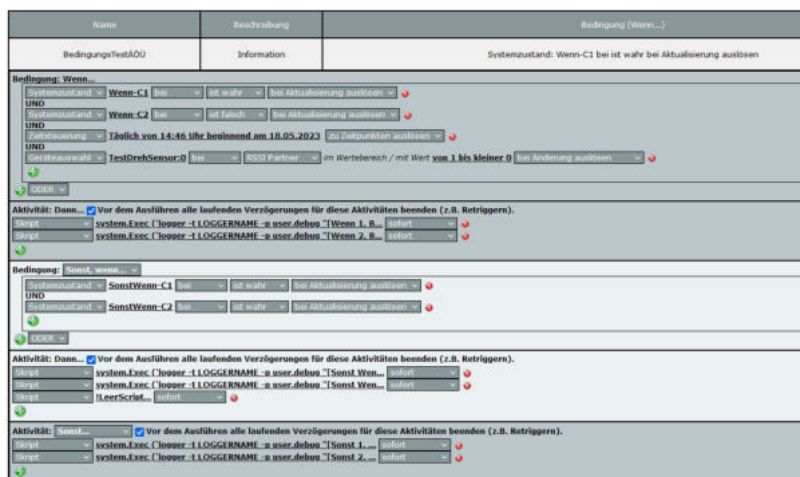 Name Beschreibung Bedingung (Wenn...)
BedingungsTestÄÖÜ Information Systemzustand: Wenn-C1 bei ist wahr bei Aktualisierung auslösen
Bedingung: Wenn...
Systemzustand Wenn-C1 bei ist wahr bei Aktualisierung auslösen
UND
Systemzustand Wenn-C2 bei ist falsch bei Aktualisierung auslösen
UND
Zeitsteuerung Täglich von 14:46 Uhr beginnend am 18.05.2023 zu Zeitpunkten auslösen
UND
Geräteauswahl TestDrehSensor:0 bei RSSI Partner im Wertebereich / mit Wert von 1 bis kleiner 0 bei Änderung auslösen
ODER
Aktivität: Dann... Vor dem Ausführen alle laufenden Verzögerungen für diese Aktivitäten beenden (z.B. Retriggern).
Skript system.Exec ("logger -t LOGGERNAME -p user.debug "[Wenn 1. B... sofort
Skript system.Exec ("logger -t LOGGERNAME -p user.debug "[Wenn 2. B... sofort
Bedingung: Sonst, wenn...
Systemzustand SonstWenn-C1 bei ist wahr bei Aktualisierung auslösen
UND
Systemzustand SonstWenn-C2 bei ist wahr bei Aktualisierung auslösen
ODER
Aktivität: Dann... Vor dem Ausführen alle laufenden Verzögerungen für diese Aktivitäten beenden (z.B. Retriggern).
Skript system.Exec ("logger -t LOGGERNAME -p user.debug "[Sonst Wen... sofort
Skript system.Exec ("logger -t LOGGERNAME -p user.debug "[Sonst Wen... sofort
Skript !LeerScript... sofort
Aktivität: Sonst... Vor dem Ausführen alle laufenden Verzögerungen für diese Aktivitäten beenden (z.B. Retriggern).
Skript system.Exec ("logger -t LOGGERNAME -p user.debug "[Sonst 1. ... sofort
Skript system.Exec ("logger -t LOGGERNAME -p user.debug "[Sonst 2. ... sofort